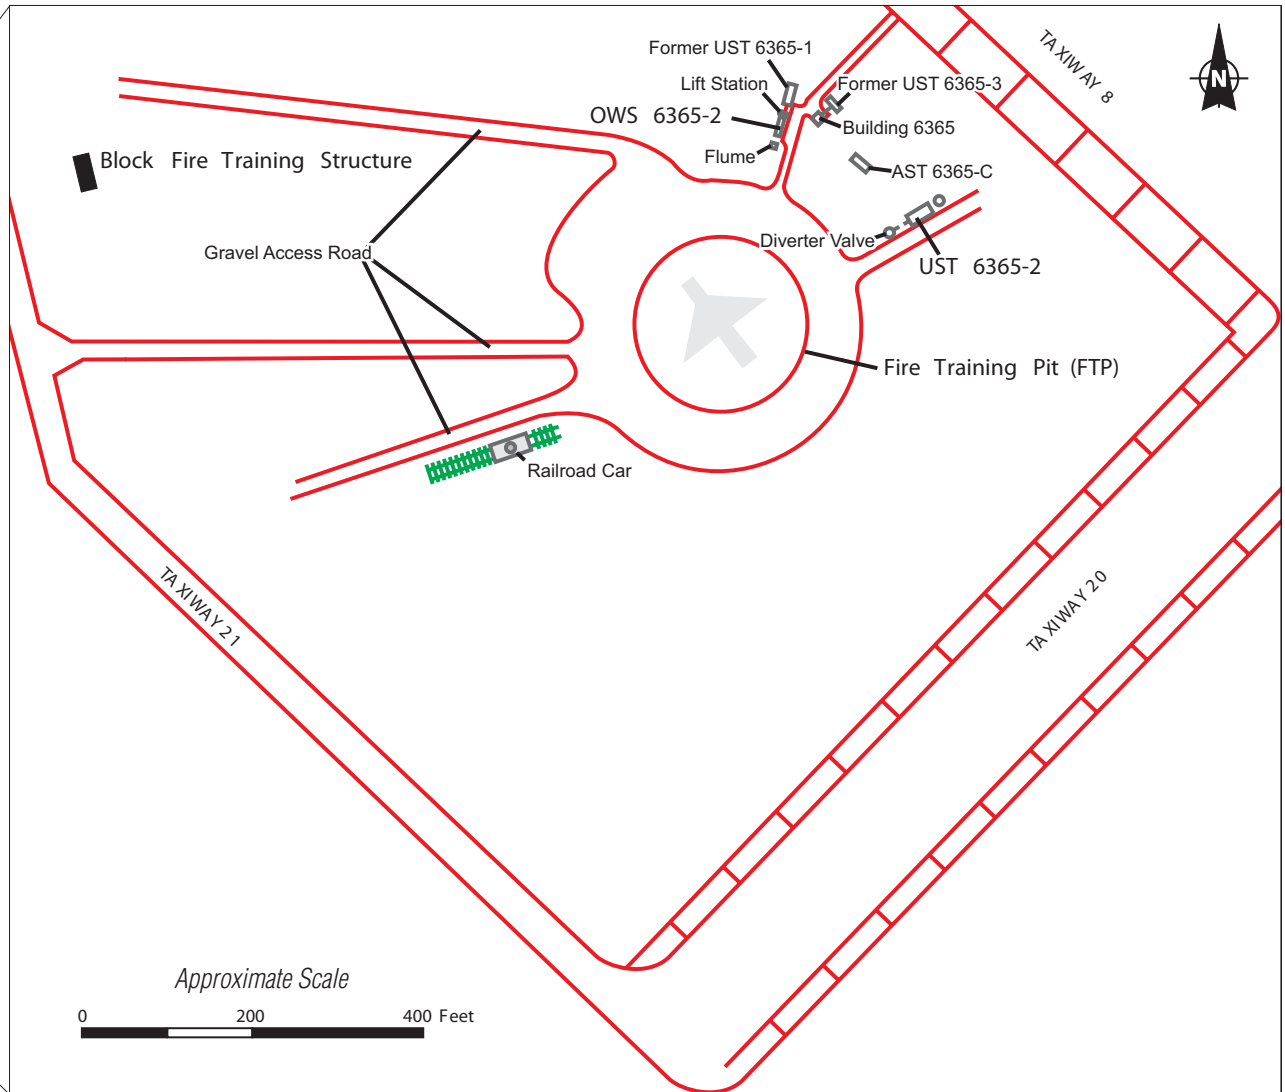 Former UST 6365-1
TAXIWAY 8
N
Lift Station
Former UST 6365-3
OWS 6365-2
Building 6365
Flume
Block Fire Training Structure
AST 6365-C
Gravel Access Road
Diverter Valve
UST 6365-2
Fire Training Pit (FTP)
Railroad Car
TAXIWAY 21
TAXIWAY 20
Approximate Scale
0 200 400 Feet